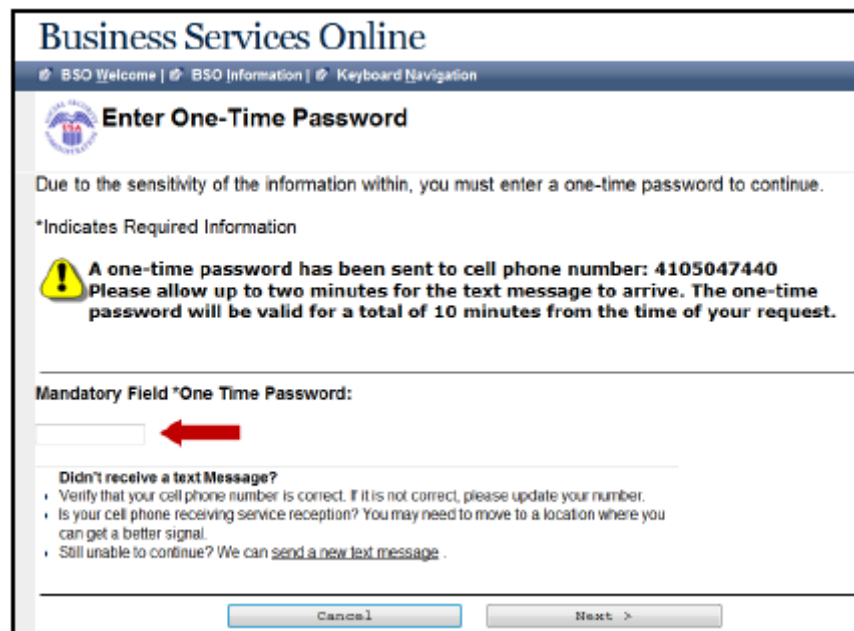 Business Services Online
BSO Welcome | BSO Information | Keyboard Navigation
SOCIAL SECURITY
USA
ADMINISTRATION
Enter One-Time Password
Due to the sensitivity of the information within, you must enter a one-time password to continue.
*Indicates Required Information
A one-time password has been sent to cell phone number: 4105047440
Please allow up to two minutes for the text message to arrive. The one-time
password will be valid for a total of 10 minutes from the time of your request.
Mandatory Field *One Time Password:
Didn't receive a text Message?
Verify that your cell phone number is correct. If it is not correct, please update your number.
Is your cell phone receiving service reception? You may need to move to a location where you
can get a better signal.
Still unable to continue? We can send a new text message .
Cancel
Next >